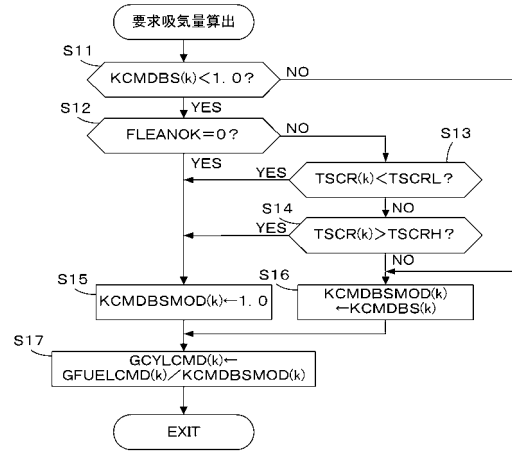 要求吸気量算出
S11
KCMDBS(k)<1.0?
NO
YES
S12
FLEANOK=0?
NO
YES
S13
TSCR(k)<TSCRL?
YES
NO
S14
TSCR(k)>TSCRH?
YES
NO
S15
KCMDBSMOD(k)←1.0
S16
KCMDBSMOD(k)
←KCMDBS(k)
S17
GCYLCMD(k)←
GFUELCMD(k)／KCMDBSMOD(k)
EXIT